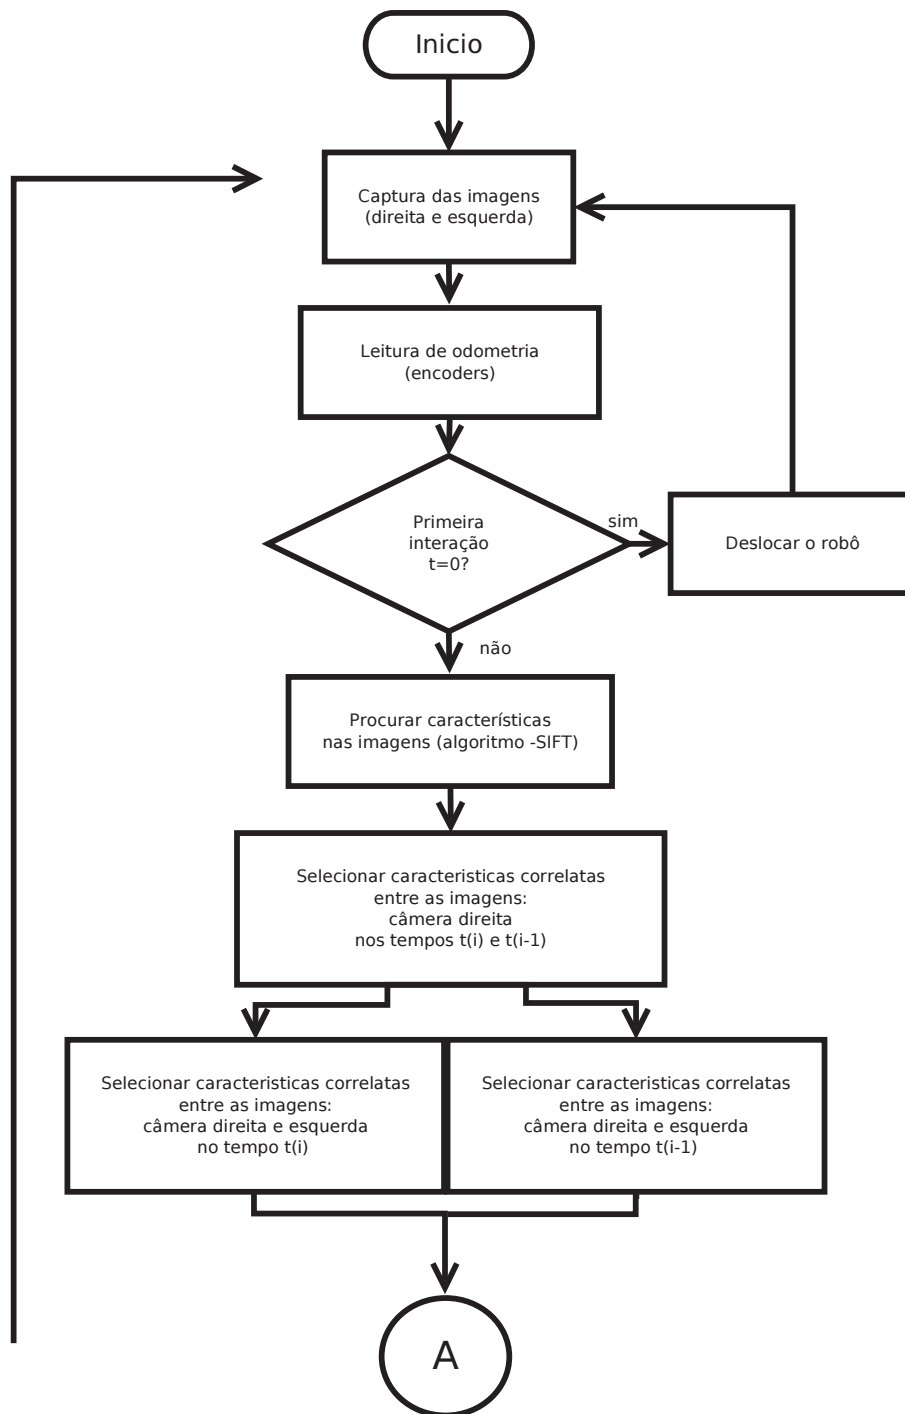 Inicio
Captura das imagens
(direita e esquerda)
Leitura de odometria
(encoders)
Primeira
interação
t=0?
sim
Deslocar o robô
não
Procurar características
nas imagens (algoritmo -SIFT)
Selecionar caracteristicas correlatas
entre as imagens:
câmera direita
nos tempos t(i) e t(i-1)
Selecionar caracteristicas correlatas
entre as imagens:
câmera direita e esquerda
no tempo t(i)
Selecionar caracteristicas correlatas
entre as imagens:
câmera direita e esquerda
no tempo t(i-1)
A